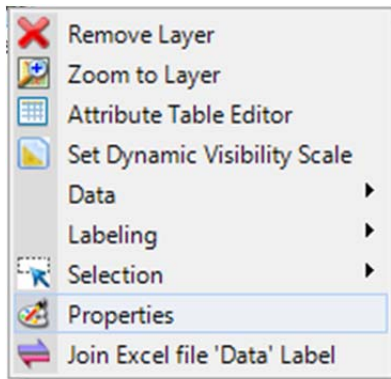 Remove Layer
Zoom to Layer
Attribute Table Editor
Set Dynamic Visibility Scale
Data
Labeling
Selection
Properties
Join Excel file 'Data' Label